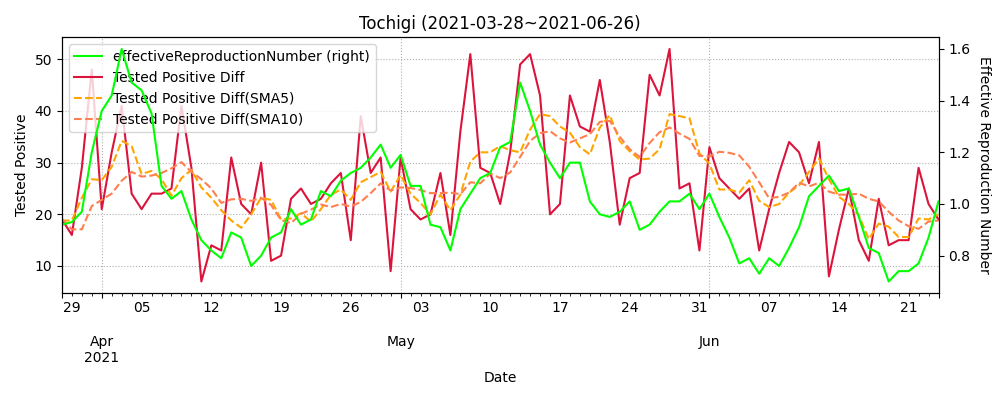 Tochigi (2021-03-28~2021-06-26)
effectiveReproductionNumber (right)
Tested Positive Diff
Tested Positive Diff(SMA5)
Tested Positive Diff(SMA10)
Tested Positive
50
40
30
20
10
1.6
1.4
1.2
1.0
0.8
Effective Reproduction Number
29 05 12 19 26 03 10 17 24 31 07 14 21
Apr May Jun
2021
Date